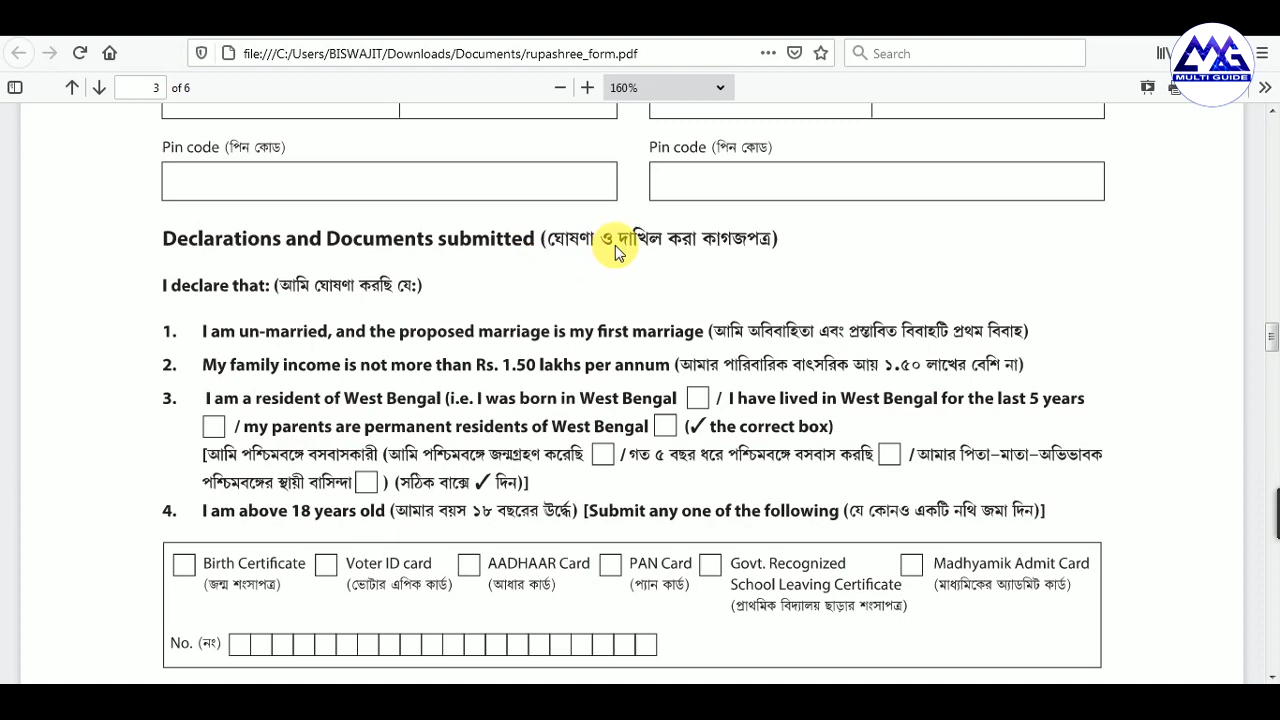 file:///C:/Users/BISWAJIT/Downloads/Documents/rupashree_form.pdf
Search
MULTI GUIDE
3 of 6
160%
Pin code (পিন কোড) Pin code (পিন কোড)
Declarations and Documents submitted (ঘোষণা ও দাখিল করা কাগজপত্র)
I declare that: (আমি ঘোষণা করছি যে:)
1. I am un-married, and the proposed marriage is my first marriage (আমি অবিবাহিতা এবং প্রস্তাবিত বিবাহটি প্রথম বিবাহ)
2. My family income is not more than Rs. 1.50 lakhs per annum (আমার পারিবারিক বাৎসরিক আয় ১.৫০ লাখের বেশি না)
3. I am a resident of West Bengal (i.e. I was born in West Bengal / I have lived in West Bengal for the last 5 years
/ my parents are permanent residents of West Bengal (✓ the correct box)
[আমি পশ্চিমবঙ্গে বসবাসকারী (আমি পশ্চিমবঙ্গে জন্মগ্রহণ করেছি / গত ৫ বছর ধরে পশ্চিমবঙ্গে বসবাস করছি / আমার পিতা-মাতা-অভিভাবক
পশ্চিমবঙ্গের স্থায়ী বাসিন্দা ) (সঠিক বাক্সে ✓ দিন)]
4. I am above 18 years old (আমার বয়স ১৮ বছরের উর্দ্ধে) [Submit any one of the following (যে কোনও একটি নথি জমা দিন)]
Birth Certificate Voter ID card AADHAAR Card PAN Card Govt. Recognized Madhyamik Admit Card
(জন্ম শংসাপত্র) (ভোটার এপিক কার্ড) (আধার কার্ড) (প্যান কার্ড) School Leaving Certificate (মাধ্যমিকের অ্যাডমিট কার্ড)
(প্রাথমিক বিদ্যালয় ছাড়ার শংসাপত্র)
No. (নং)